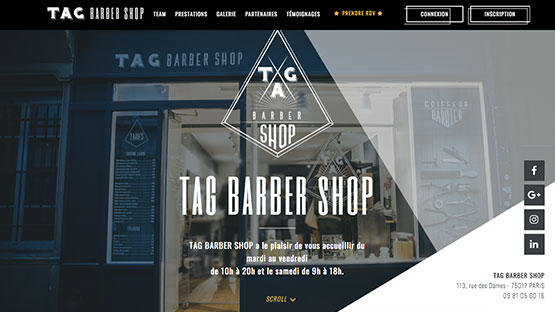 TAG BARBER SHOP
TEAM PRESTATIONS GALERIE PARTENAIRES TÉMOIGNAGES ★ PRENDRE RDV ★ CONNEXION INSCRIPTION
TAG BARBER SHOP
TAG
BARBER
SHOP
COIFFEUR
BARBIER
TARIFS
TAG BARBER SHOP
TAG BARBER SHOP a le plaisir de vous accueillir du
mardi au vendredi
de 10h à 20h et le samedi de 9h à 18h.
SCROLL
f
G+
in
TAG BARBER SHOP
113, rue des Dames - 75017 PARIS
09 81 05 60 16